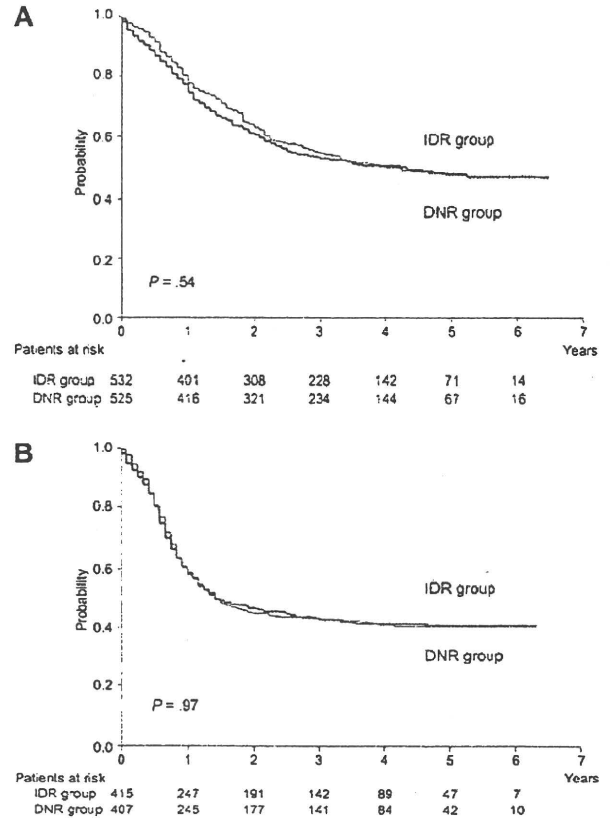 A
1.0
0.8
0.6
0.4
0.2
0.0
Probability
IDR group
DNR group
P = .54
0 1 2 3 4 5 6 7
Patients at risk
Years
IDR group 532 401 308 228 142 71 14
DNR group 525 416 321 234 144 67 16
B
1.0
0.8
0.6
0.4
0.2
0.0
Probability
IDR group
DNR group
P = .97
0 1 2 3 4 5 6 7
Patients at risk
Years
IDR group 415 247 191 142 89 47 7
DNR group 407 245 177 141 84 42 10